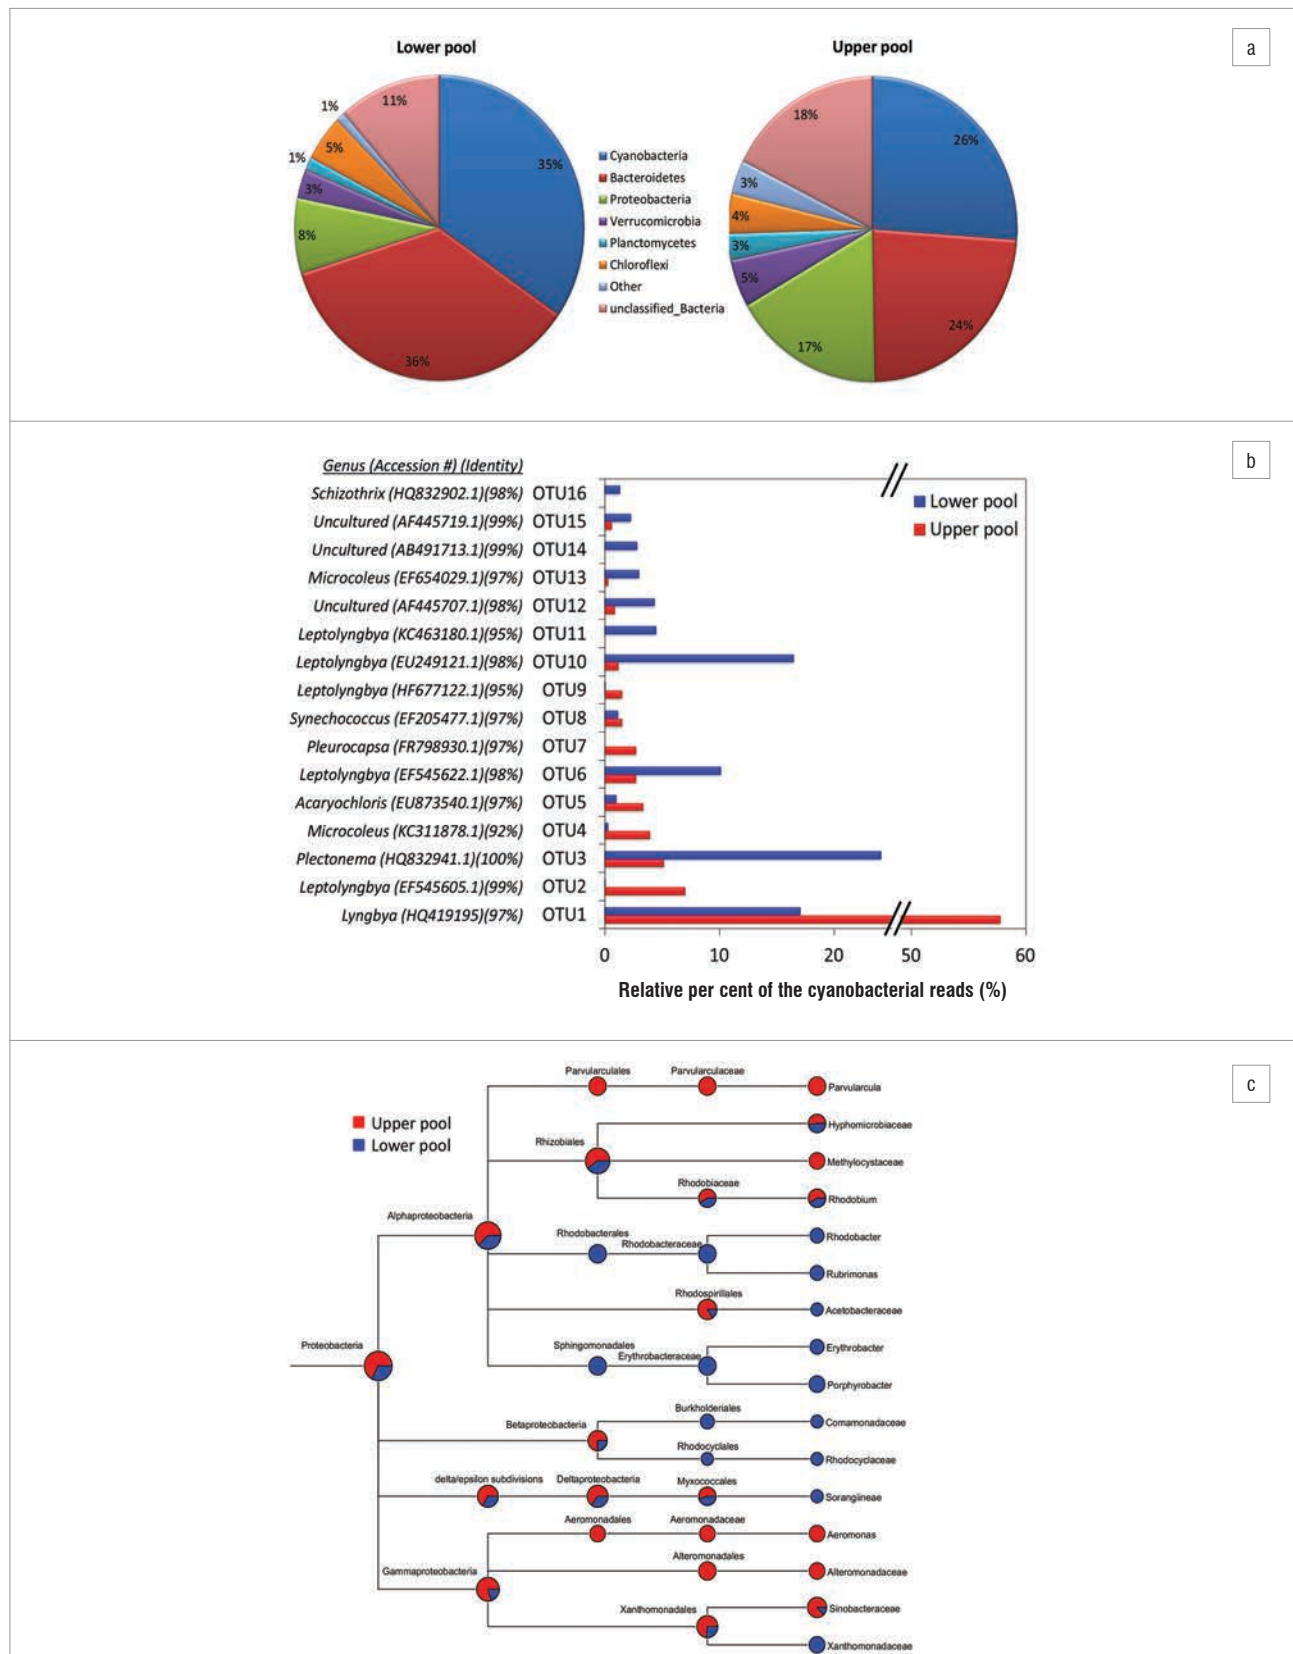 a
Lower pool
Upper pool
11%
1%
5%
1%
3%
8%
36%
35%
Cyanobacteria
Bacteroidetes
Proteobacteria
Verrucomicrobia
Planctomycetes
Chloroflexi
Other
unclassified_Bacteria
18%
3%
4%
3%
5%
17%
24%
26%
b
Genus (Accession #) (Identity)
Schizothrix (HQ832902.1)(98%) OTU16
Uncultured (AF445719.1)(99%) OTU15
Uncultured (AB491713.1)(99%) OTU14
Microcoleus (EF654029.1)(97%) OTU13
Uncultured (AF445707.1)(98%) OTU12
Leptolyngbya (KC463180.1)(95%) OTU11
Leptolyngbya (EU249121.1)(98%) OTU10
Leptolyngbya (HF677122.1)(95%) OTU9
Synechococcus (EF205477.1)(97%) OTU8
Pleurocapsa (FR798930.1)(97%) OTU7
Leptolyngbya (EF545622.1)(98%) OTU6
Acaryochloris (EU873540.1)(97%) OTU5
Microcoleus (KC311878.1)(92%) OTU4
Plectonema (HQ832941.1)(100%) OTU3
Leptolyngbya (EF545605.1)(99%) OTU2
Lyngbya (HQ419195)(97%) OTU1
Lower pool
Upper pool
0 10 20 50 60
Relative per cent of the cyanobacterial reads (%)
c
Upper pool
Lower pool
Parvularculales Parvularculaceae Parvularcula
Hyphomicrobiaceae
Rhizobiales
Methylocystaceae
Rhodobiaceae Rhodobium
Alphaproteobacteria
Rhodobacterales Rhodobacteraceae Rhodobacter
Rubrimonas
Rhodospirillales Acetobacteraceae
Proteobacteria
Sphingomonadales Erythrobacteraceae Erythrobacter
Porphyrobacter
Burkholderiales Comamonadaceae
Betaproteobacteria
Rhodocyclales Rhodocyclaceae
delta/epsilon subdivisions Deltaproteobacteria Myxococcales Sorangiineae
Aeromonadales Aeromonadaceae Aeromonas
Alteromonadales Alteromonadaceae
Gammaproteobacteria
Xanthomonadales Sinobacteraceae
Xanthomonadaceae